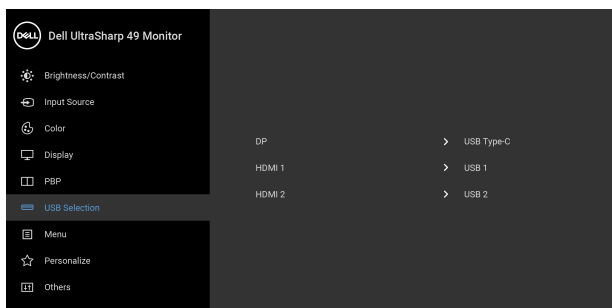 DELL Dell UltraSharp 49 Monitor
Brightness/Contrast
Input Source
Color
Display
PBP
USB Selection
Menu
Personalize
Others
DP > USB Type-C
HDMI 1 > USB 1
HDMI 2 > USB 2